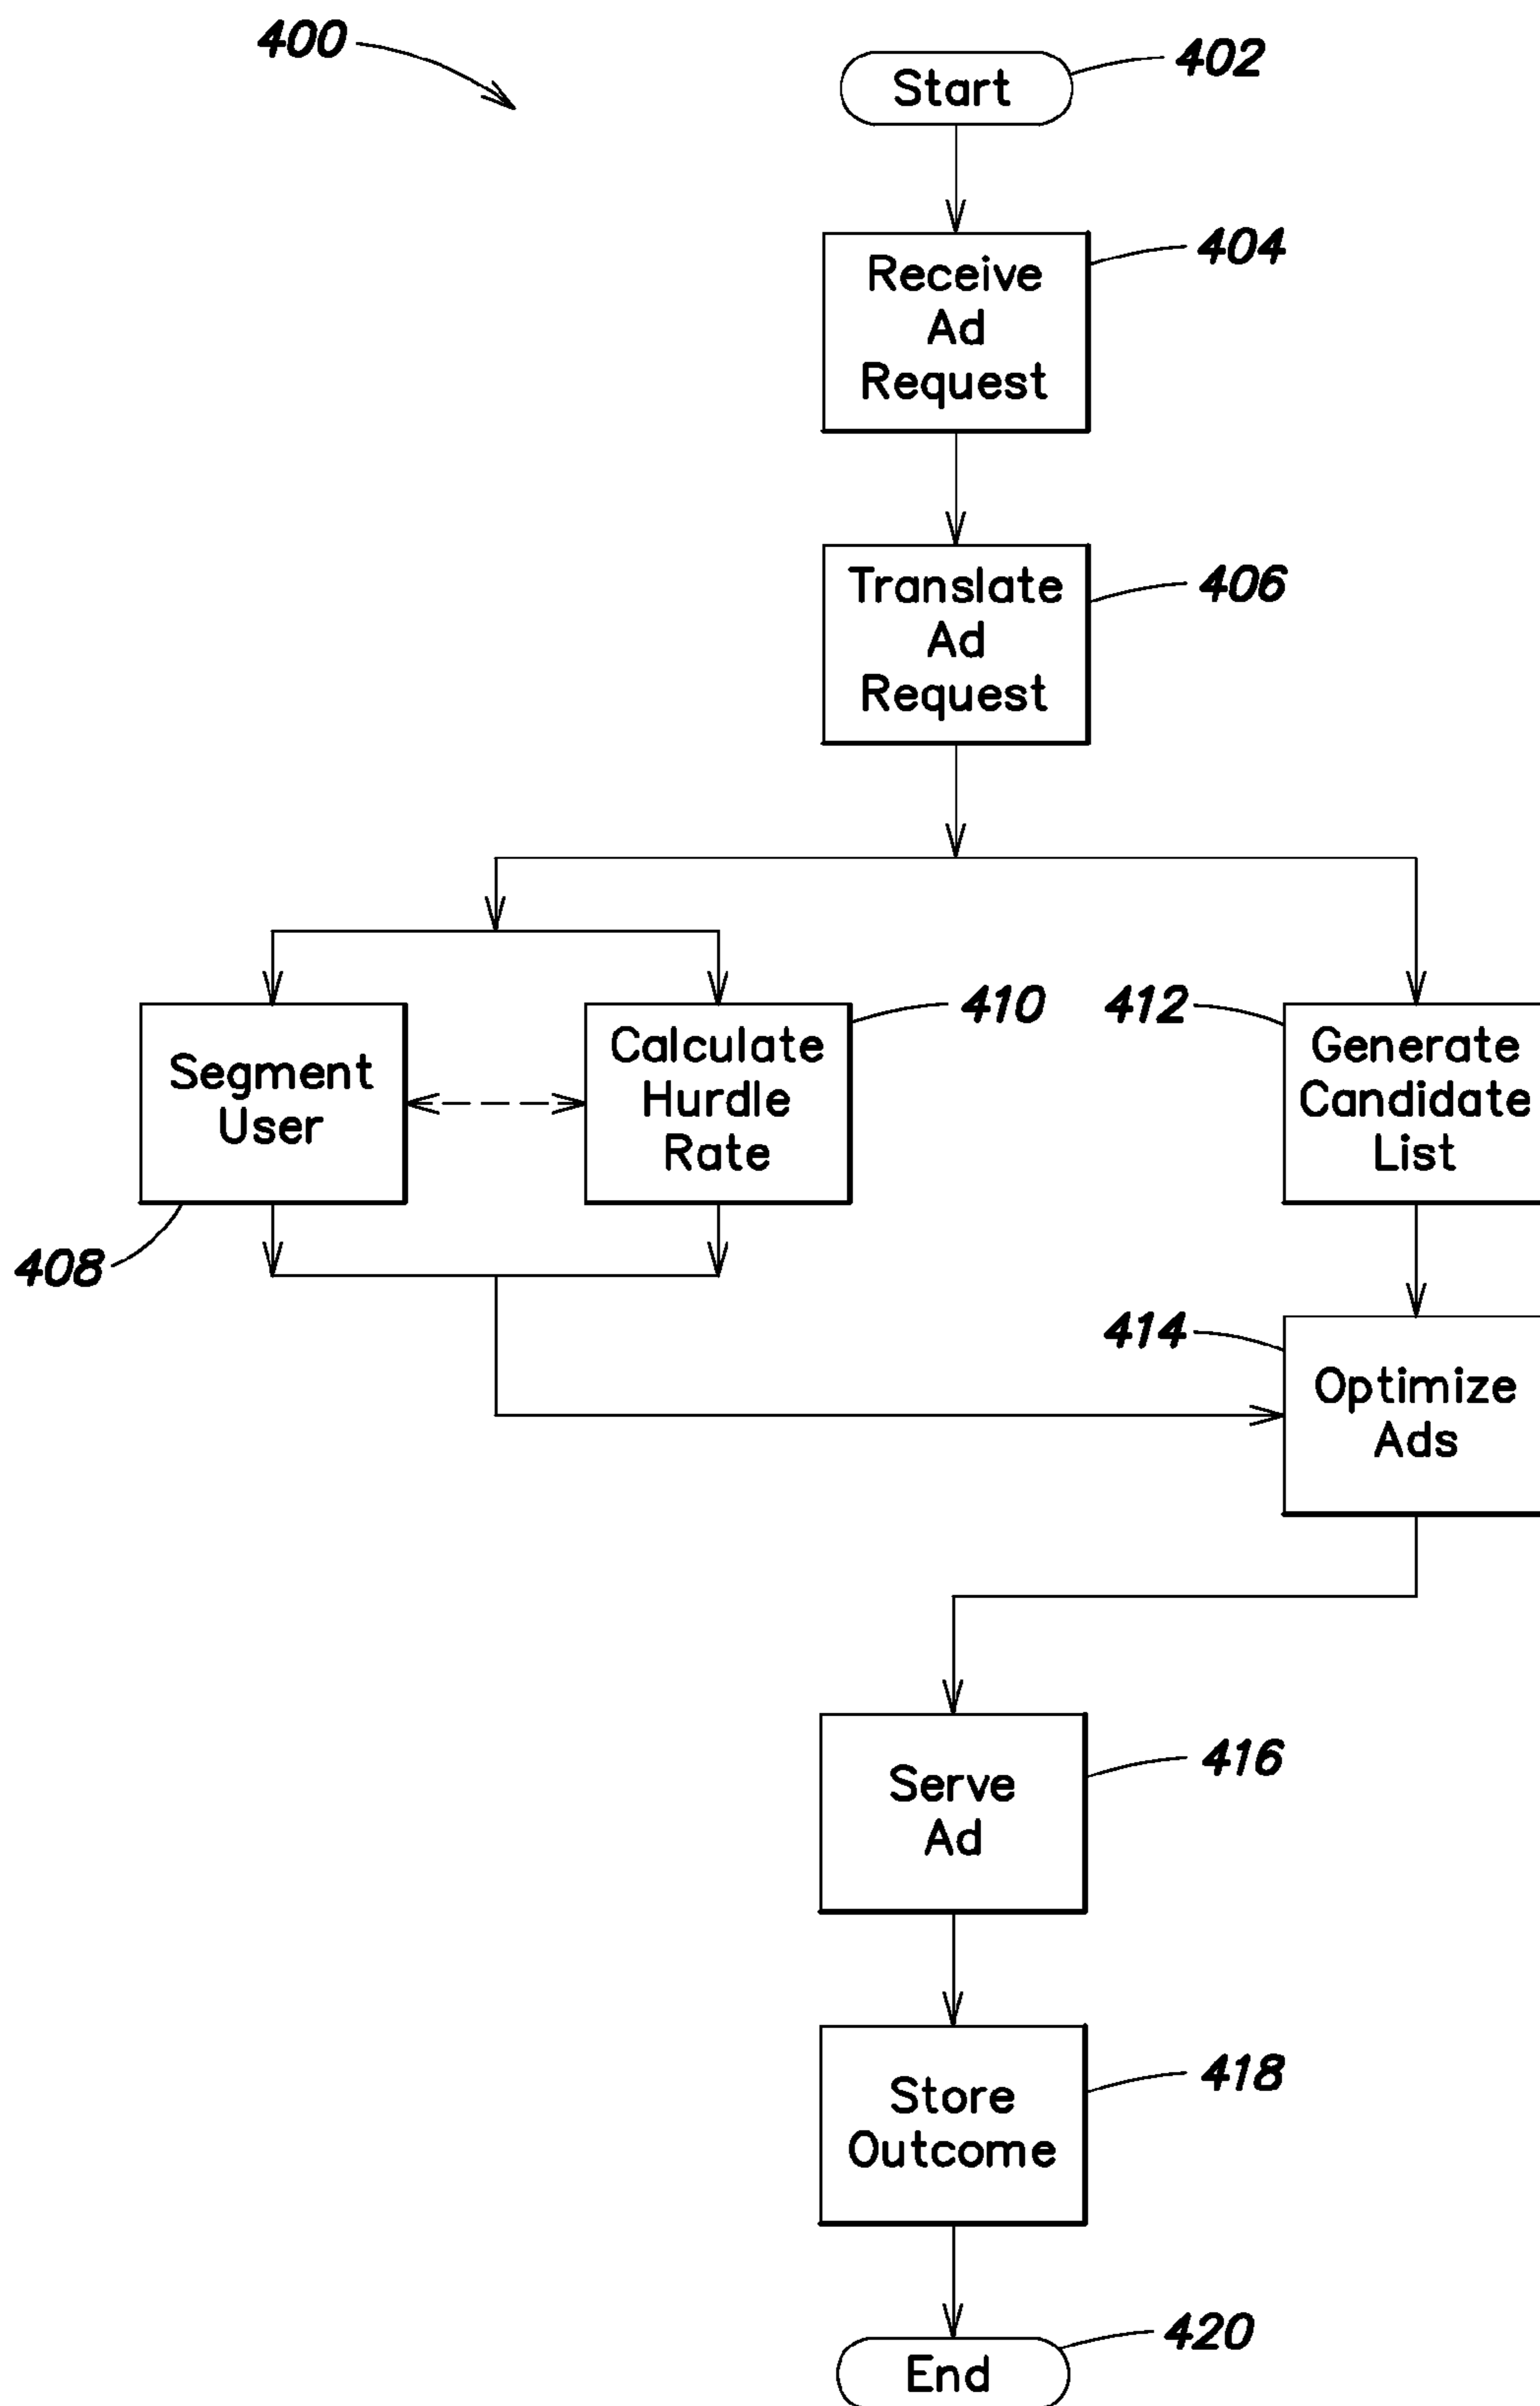 400
Start
402
Receive
Ad
Request
404
Translate
Ad
Request
406
Segment
User
408
Calculate
Hurdle
Rate
410
412
Generate
Candidate
List
414
Optimize
Ads
Serve
Ad
416
Store
Outcome
418
End
420